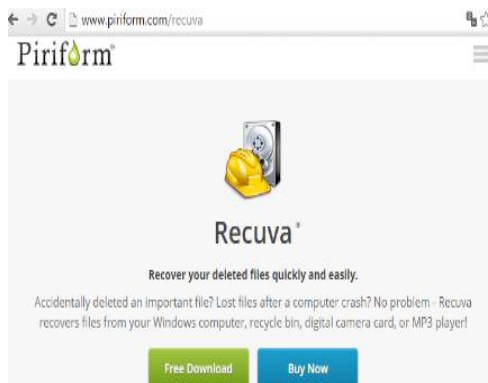 www.piriform.com/recuva
Piriform®
Recuva®
Recover your deleted files quickly and easily.
Accidentally deleted an important file? Lost files after a computer crash? No problem - Recuva
recovers files from your Windows computer, recycle bin, digital camera card, or MP3 player!
Free Download Buy Now